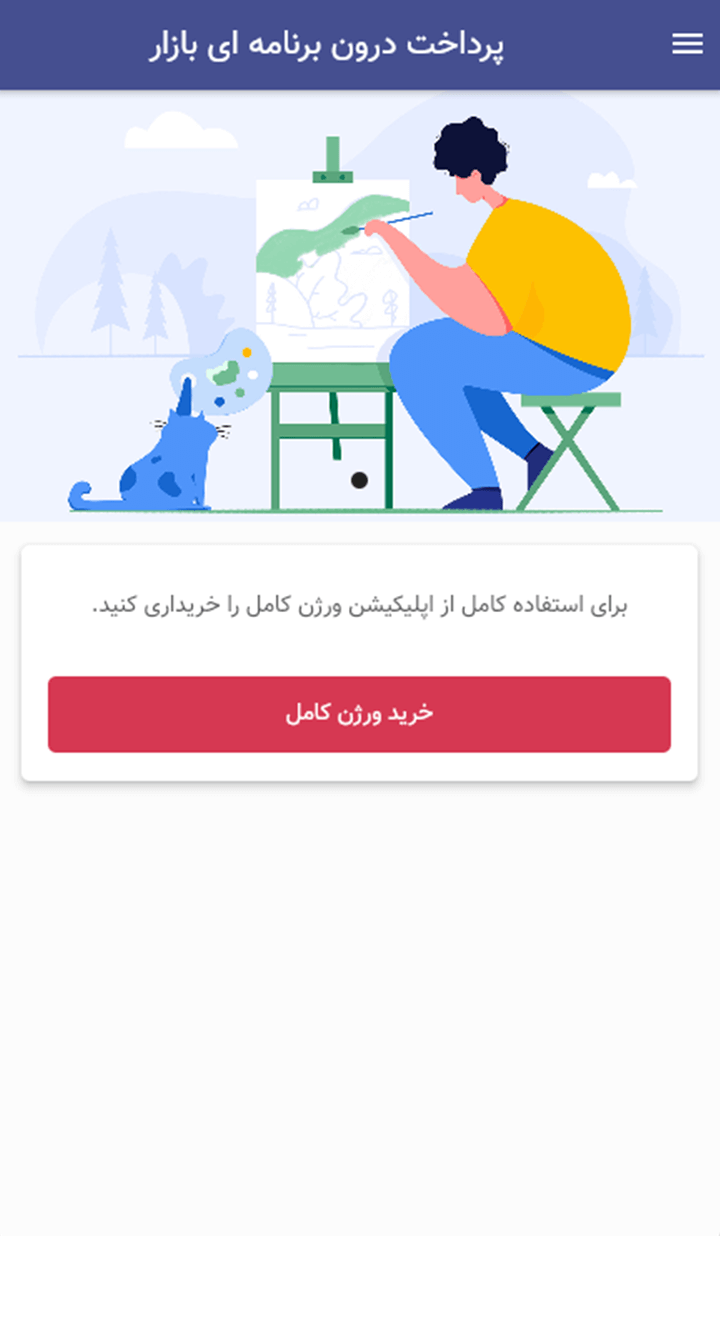 پرداخت درون برنامه ای بازار
برای استفاده کامل از اپلیکیشن ورژن کامل را خریداری کنید.
خرید ورژن کامل